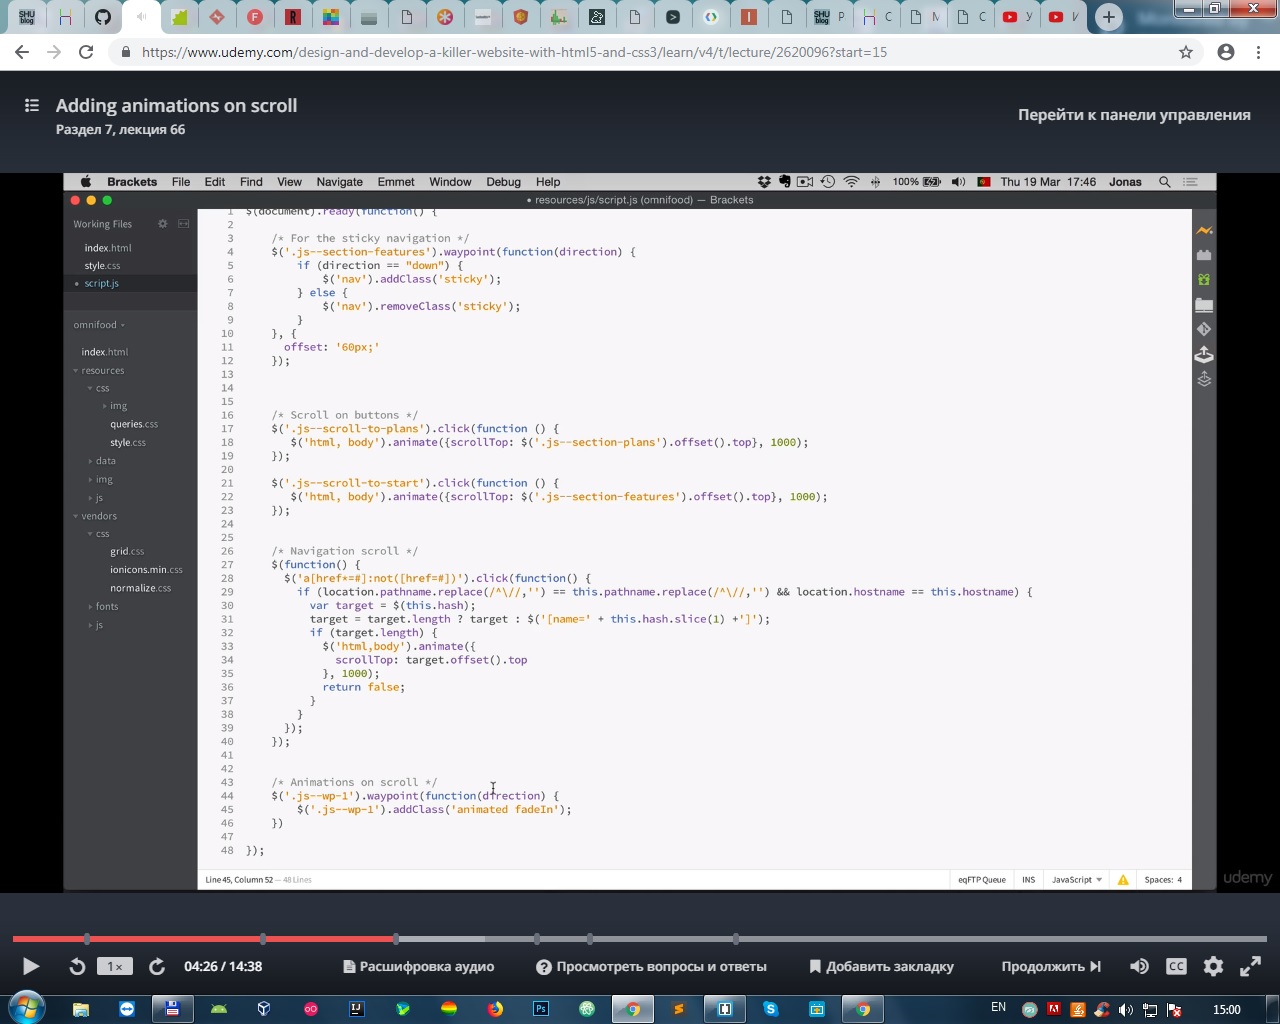 SHU blog
SHU blog P
С
М
С
У
И
https://www.udemy.com/design-and-develop-a-killer-website-with-html5-and-css3/learn/v4/t/lecture/2620096?start=15
Adding animations on scroll
Раздел 7, лекция 66
Перейти к панели управления
Brackets File Edit Find View Navigate Emmet Window Debug Help 100% Thu 19 Mar 17:46 Jonas
• resources/js/script.js (omnifood) — Brackets
Working Files
index.html
style.css
script.js
omnifood
index.html
resources
css
img
queries.css
style.css
data
img
js
vendors
css
grid.css
ionicons.min.css
normalize.css
fonts
js
1 $(document).ready(function() {
2
3 /* For the sticky navigation */
4 $('.js--section-features').waypoint(function(direction) {
5 if (direction == "down") {
6 $('nav').addClass('sticky');
7 } else {
8 $('nav').removeClass('sticky');
9 }
10 }, {
11 offset: '60px;'
12 });
13
14
15
16 /* Scroll on buttons */
17 $('.js--scroll-to-plans').click(function () {
18 $('html, body').animate({scrollTop: $('.js--section-plans').offset().top}, 1000);
19 });
20
21 $('.js--scroll-to-start').click(function () {
22 $('html, body').animate({scrollTop: $('.js--section-features').offset().top}, 1000);
23 });
24
25
26 /* Navigation scroll */
27 $(function() {
28 $('a[href*=#]:not([href=#])').click(function() {
29 if (location.pathname.replace(/^\//,'') == this.pathname.replace(/^\//,'') && location.hostname == this.hostname) {
30 var target = $(this.hash);
31 target = target.length ? target : $('[name=' + this.hash.slice(1) +']');
32 if (target.length) {
33 $('html,body').animate({
34 scrollTop: target.offset().top
35 }, 1000);
36 return false;
37 }
38 }
39 });
40 });
41
42
43 /* Animations on scroll */
44 $('.js--wp-1').waypoint(function(direction) {
45 $('.js--wp-1').addClass('animated fadeIn');
46 })
47
48 });
Line 45, Column 52 — 48 Lines
eqFTP Queue INS JavaScript Spaces: 4
udemy
1x 04:26 / 14:38 Расшифровка аудио Просмотреть вопросы и ответы Добавить закладку Продолжить CC
EN 15:00